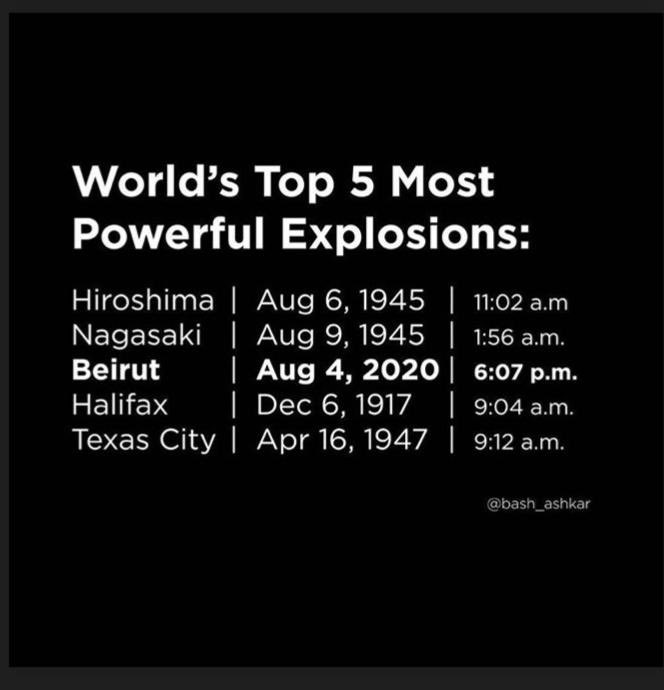 World's Top 5 Most
Powerful Explosions:
Hiroshima | Aug 6, 1945 | 11:02 a.m
Nagasaki | Aug 9, 1945 | 1:56 a.m.
Beirut | Aug 4, 2020 | 6:07 p.m.
Halifax | Dec 6, 1917 | 9:04 a.m.
Texas City | Apr 16, 1947 | 9:12 a.m.
@bash_ashkar